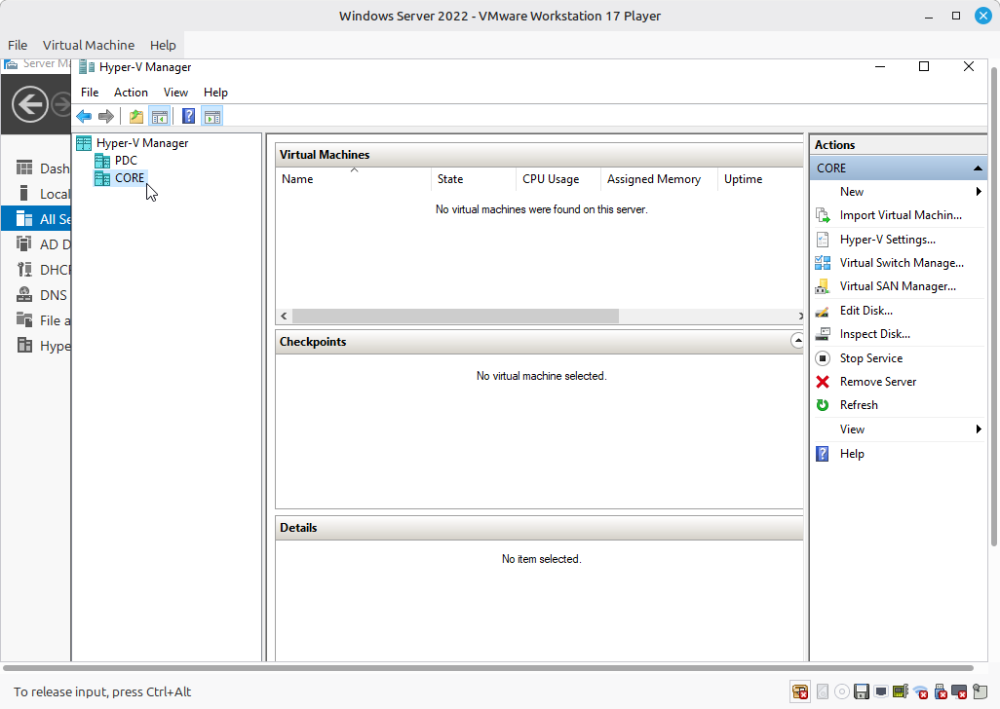 Windows Server 2022 - VMware Workstation 17 Player
File Virtual Machine Help
Server Ma
Hyper-V Manager
File Action View Help
Hyper-V Manager
PDC
CORE
Dash
Local
All Se
AD D
DHCP
DNS
File a
Hype
Virtual Machines
Name State CPU Usage Assigned Memory Uptime
No virtual machines were found on this server.
Checkpoints
No virtual machine selected.
Details
No item selected.
Actions
CORE
New
Import Virtual Machin...
Hyper-V Settings...
Virtual Switch Manage...
Virtual SAN Manager...
Edit Disk...
Inspect Disk...
Stop Service
Remove Server
Refresh
View
Help
To release input, press Ctrl+Alt